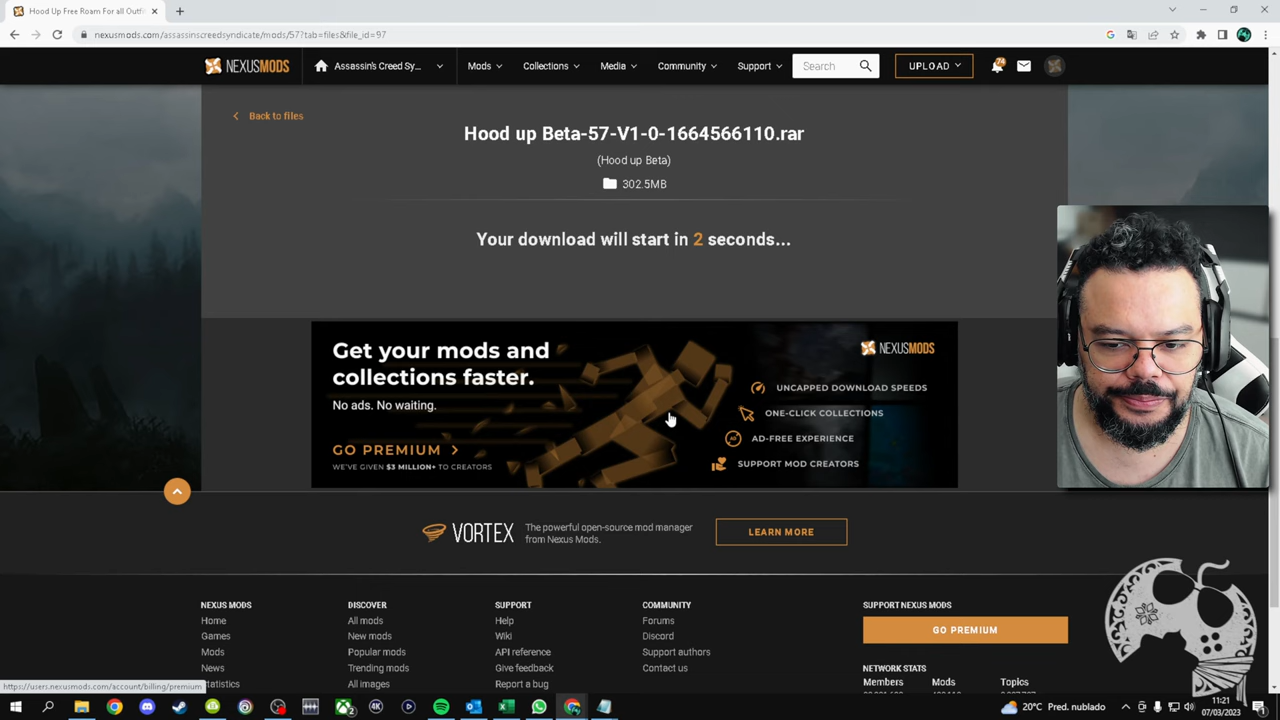 Hood Up Free Roam For all Outfi
nexusmods.com/assassinscreedsyndicate/mods/57?tab=files&file_id=97
NEXUSMODS
Assassin's Creed Sy...
Mods
Collections
Media
Community
Support
Search
UPLOAD
74
Back to files
Hood up Beta-57-V1-0-1664566110.rar
(Hood up Beta)
302.5MB
Your download will start in 2 seconds...
Get your mods and
collections faster.
No ads. No waiting.
GO PREMIUM
WE'VE GIVEN $3 MILLION+ TO CREATORS
NEXUSMODS
UNCAPPED DOWNLOAD SPEEDS
ONE-CLICK COLLECTIONS
AD-FREE EXPERIENCE
SUPPORT MOD CREATORS
VORTEX
The powerful open-source mod manager
from Nexus Mods.
LEARN MORE
NEXUS MODS
Home
Games
Mods
News
Statistics
DISCOVER
All mods
New mods
Popular mods
Trending mods
All images
SUPPORT
Help
Wiki
API reference
Give feedback
Report a bug
COMMUNITY
Forums
Discord
Support authors
Contact us
SUPPORT NEXUS MODS
GO PREMIUM
NETWORK STATS
Members
Mods
Topics
https://users.nexusmods.com/account/billing/premium
20°C Pred. nublado
11:21
07/03/2023